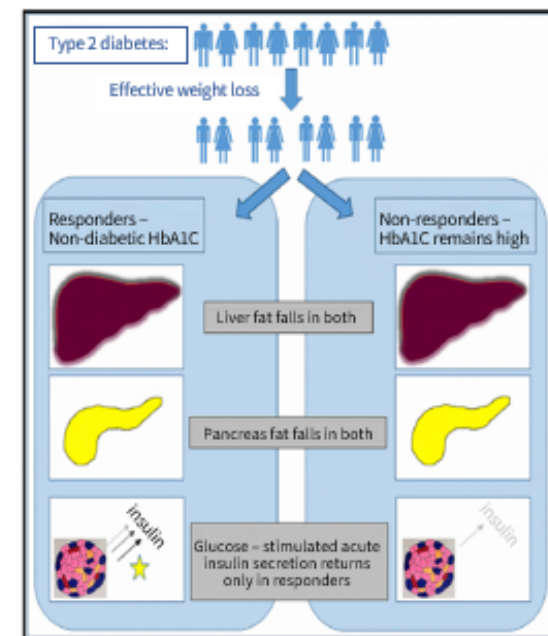 Type 2 diabetes:
Effective weight loss
Responders –
Non-diabetic HbA1C
Non-responders –
HbA1C remains high
Liver fat falls in both
Pancreas fat falls in both
insulin
Glucose – stimulated acute
insulin secretion returns
only in responders
insulin